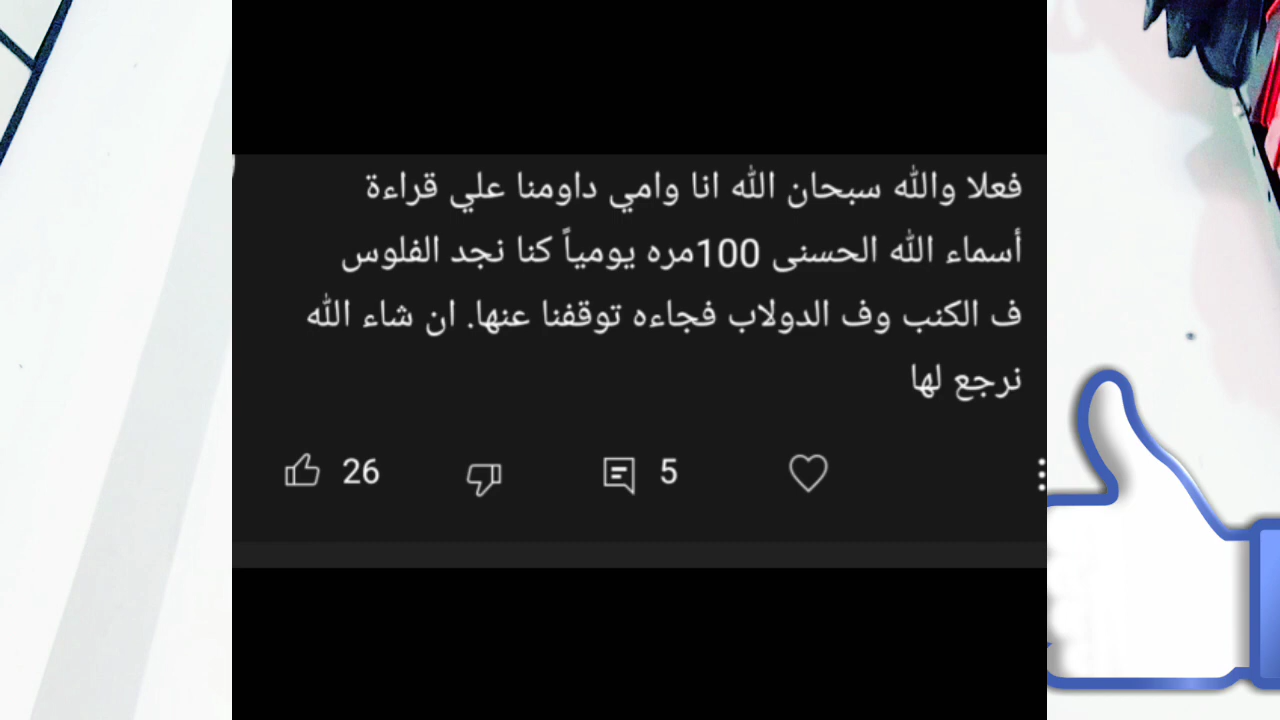 فعلا والله سبحان الله انا وامي داومنا علي قراءة
أسماء الله الحسنى 100مره يومياً كنا نجد الفلوس
ف الكنب وف الدولاب فجاءه توقفنا عنها. ان شاء الله
نرجع لها
26 5